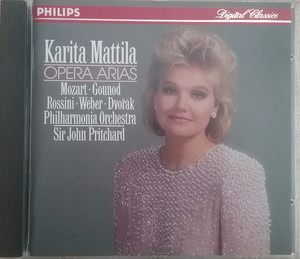 PHILIPS
Digital Classics
Karita Mattila
OPERA ARIAS
Mozart · Gounod
Rossini · Weber · Dvořák
Philharmonia Orchestra
Sir John Pritchard